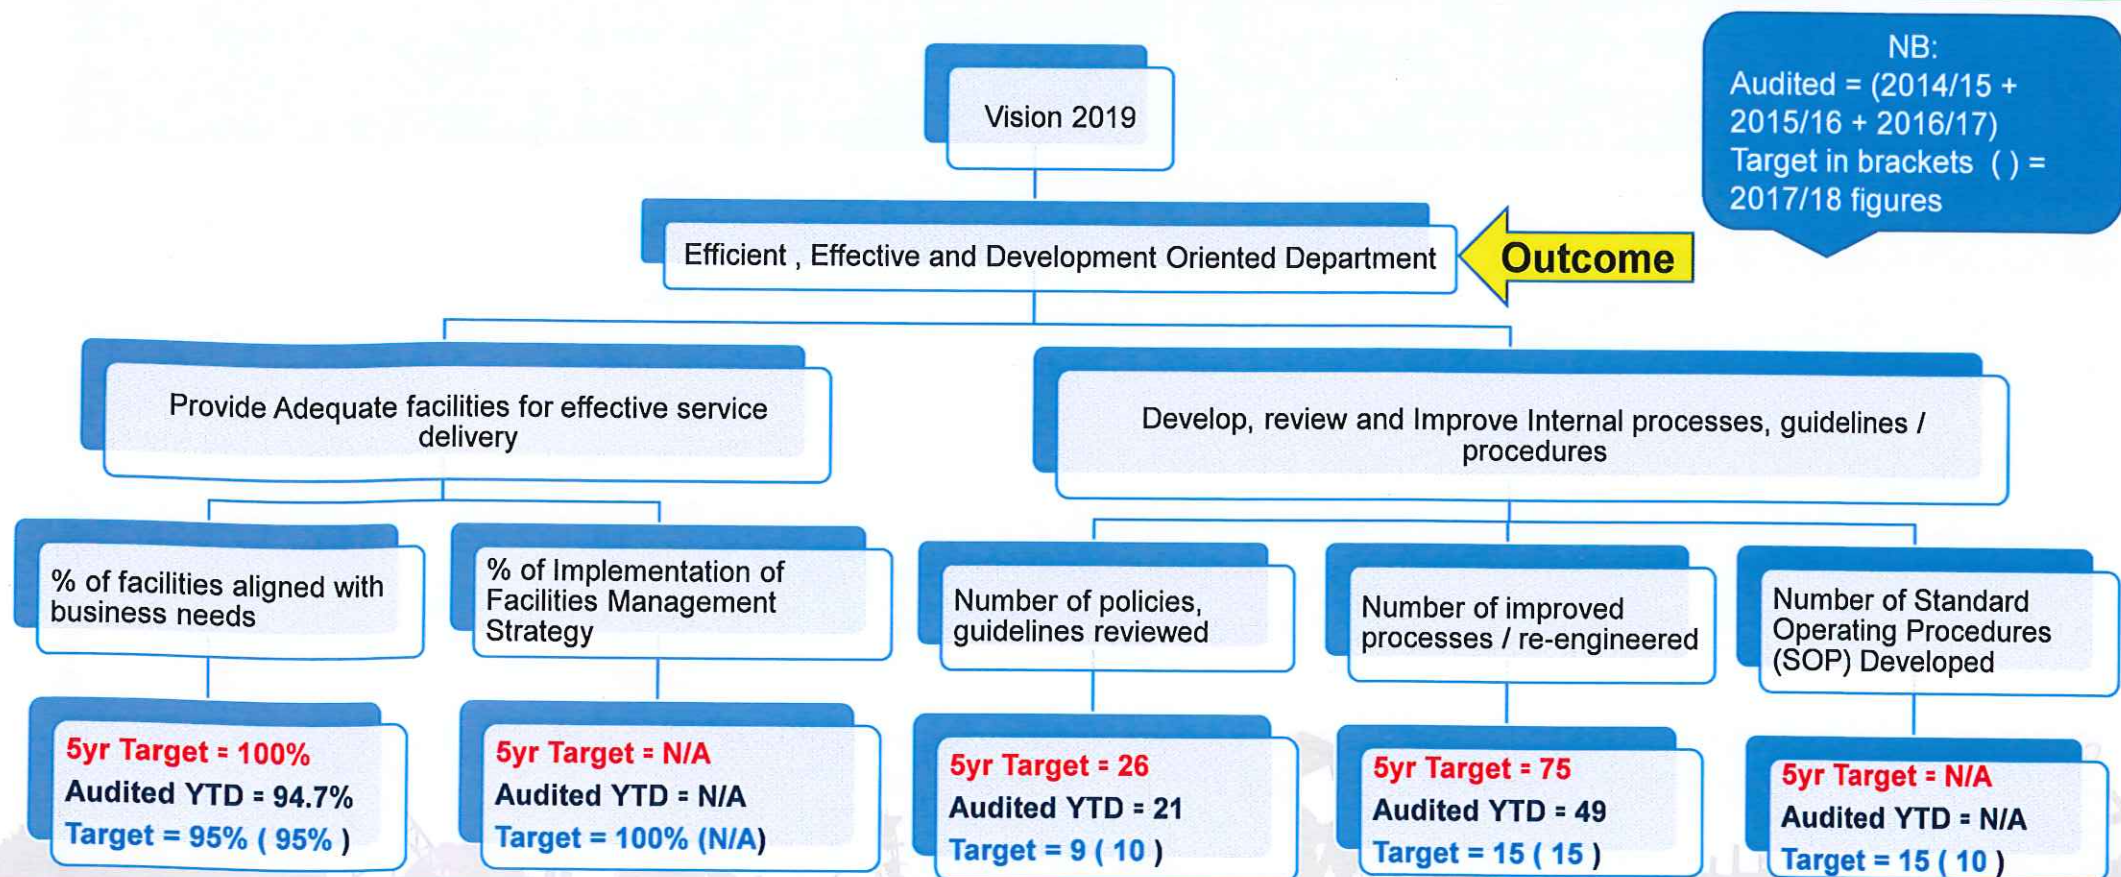 NB:
Audited = (2014/15 +
2015/16 + 2016/17)
Target in brackets ( ) =
2017/18 figures
Vision 2019
Efficient , Effective and Development Oriented Department
Outcome
Provide Adequate facilities for effective service
delivery
Develop, review and Improve Internal processes, guidelines /
procedures
% of facilities aligned with
business needs
% of Implementation of
Facilities Management
Strategy
Number of policies,
guidelines reviewed
Number of improved
processes / re-engineered
Number of Standard
Operating Procedures
(SOP) Developed
5yr Target = 100%
Audited YTD = 94.7%
Target = 95% ( 95% )
5yr Target = N/A
Audited YTD = N/A
Target = 100% (N/A)
5yr Target = 26
Audited YTD = 21
Target = 9 ( 10 )
5yr Target = 75
Audited YTD = 49
Target = 15 ( 15 )
5yr Target = N/A
Audited YTD = N/A
Target = 15 ( 10 )